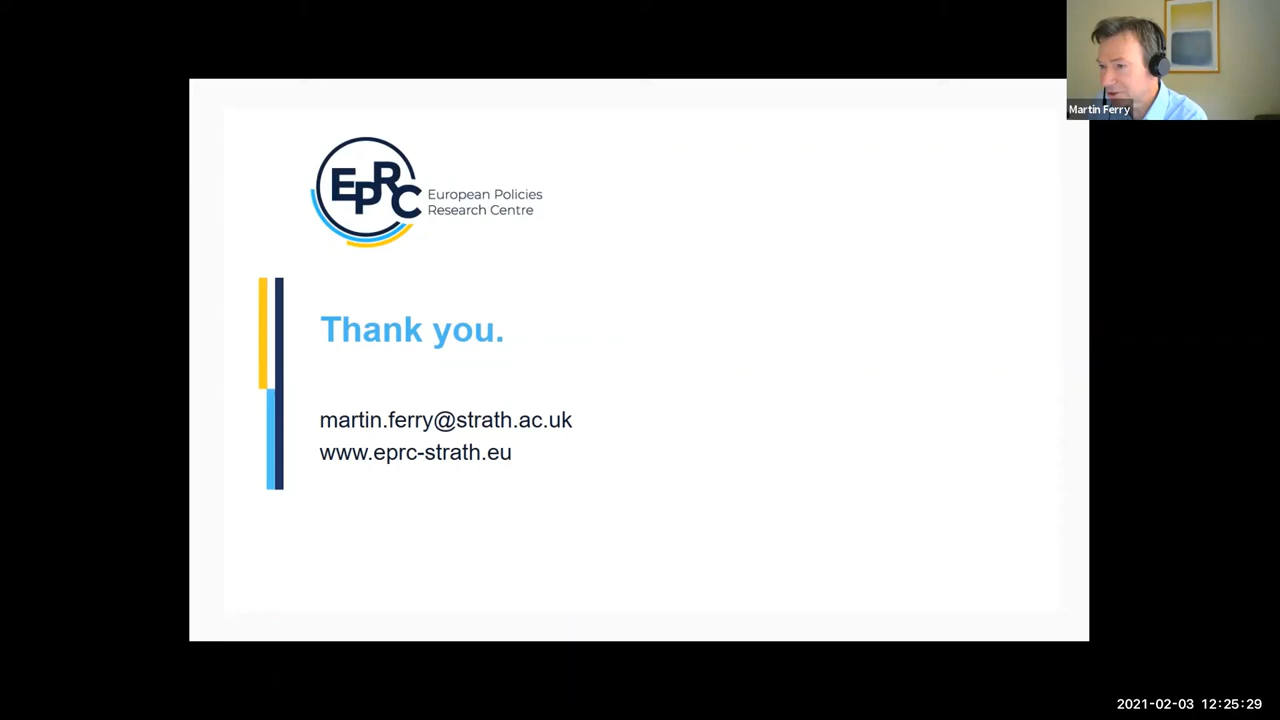 Martin Ferry
EPRC
European Policies
Research Centre
Thank you.
martin.ferry@strath.ac.uk
www.eprc-strath.eu
2021-02-03 12:25:29